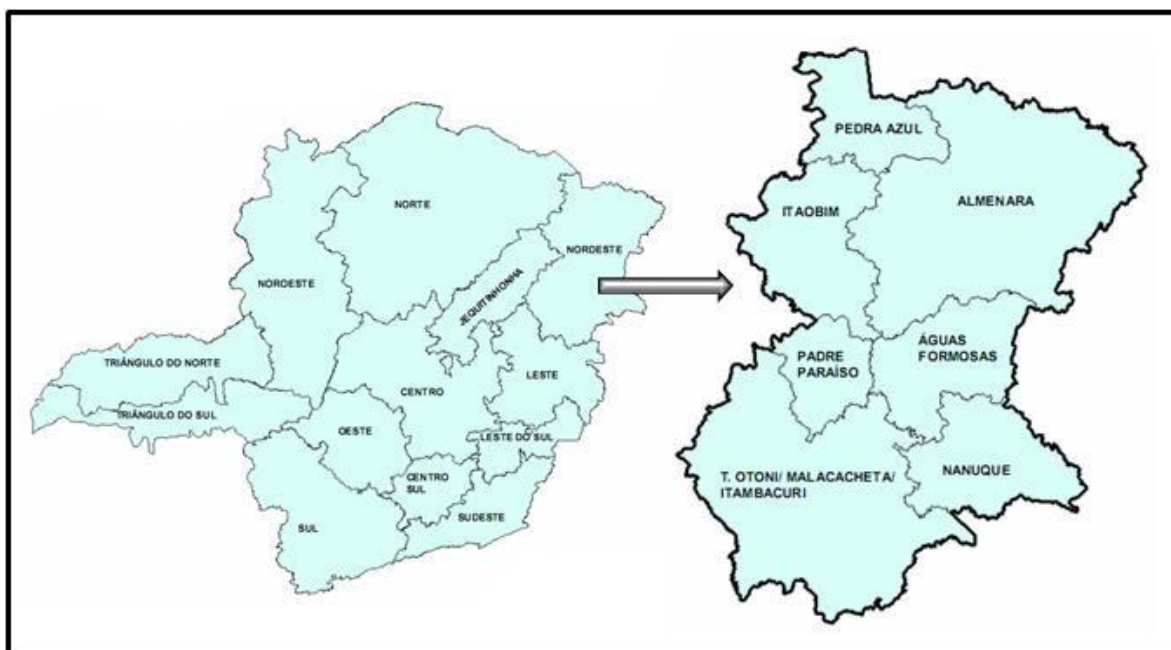 NORTE
NORDESTE
NOROESTE
JEQUITINHONHA
TRIÂNGULO DO NORTE
TRIÂNGULO DO SUL
CENTRO
LESTE
OESTE
LESTE DO SUL
CENTRO
SUL
SUDESTE
SUL
PEDRA AZUL
ITAOBIM
ALMENARA
PADRE
PARAÍSO
ÁGUAS
FORMOSAS
T. OTONI/ MALACACHETA/
ITAMBACURI
NANUQUE